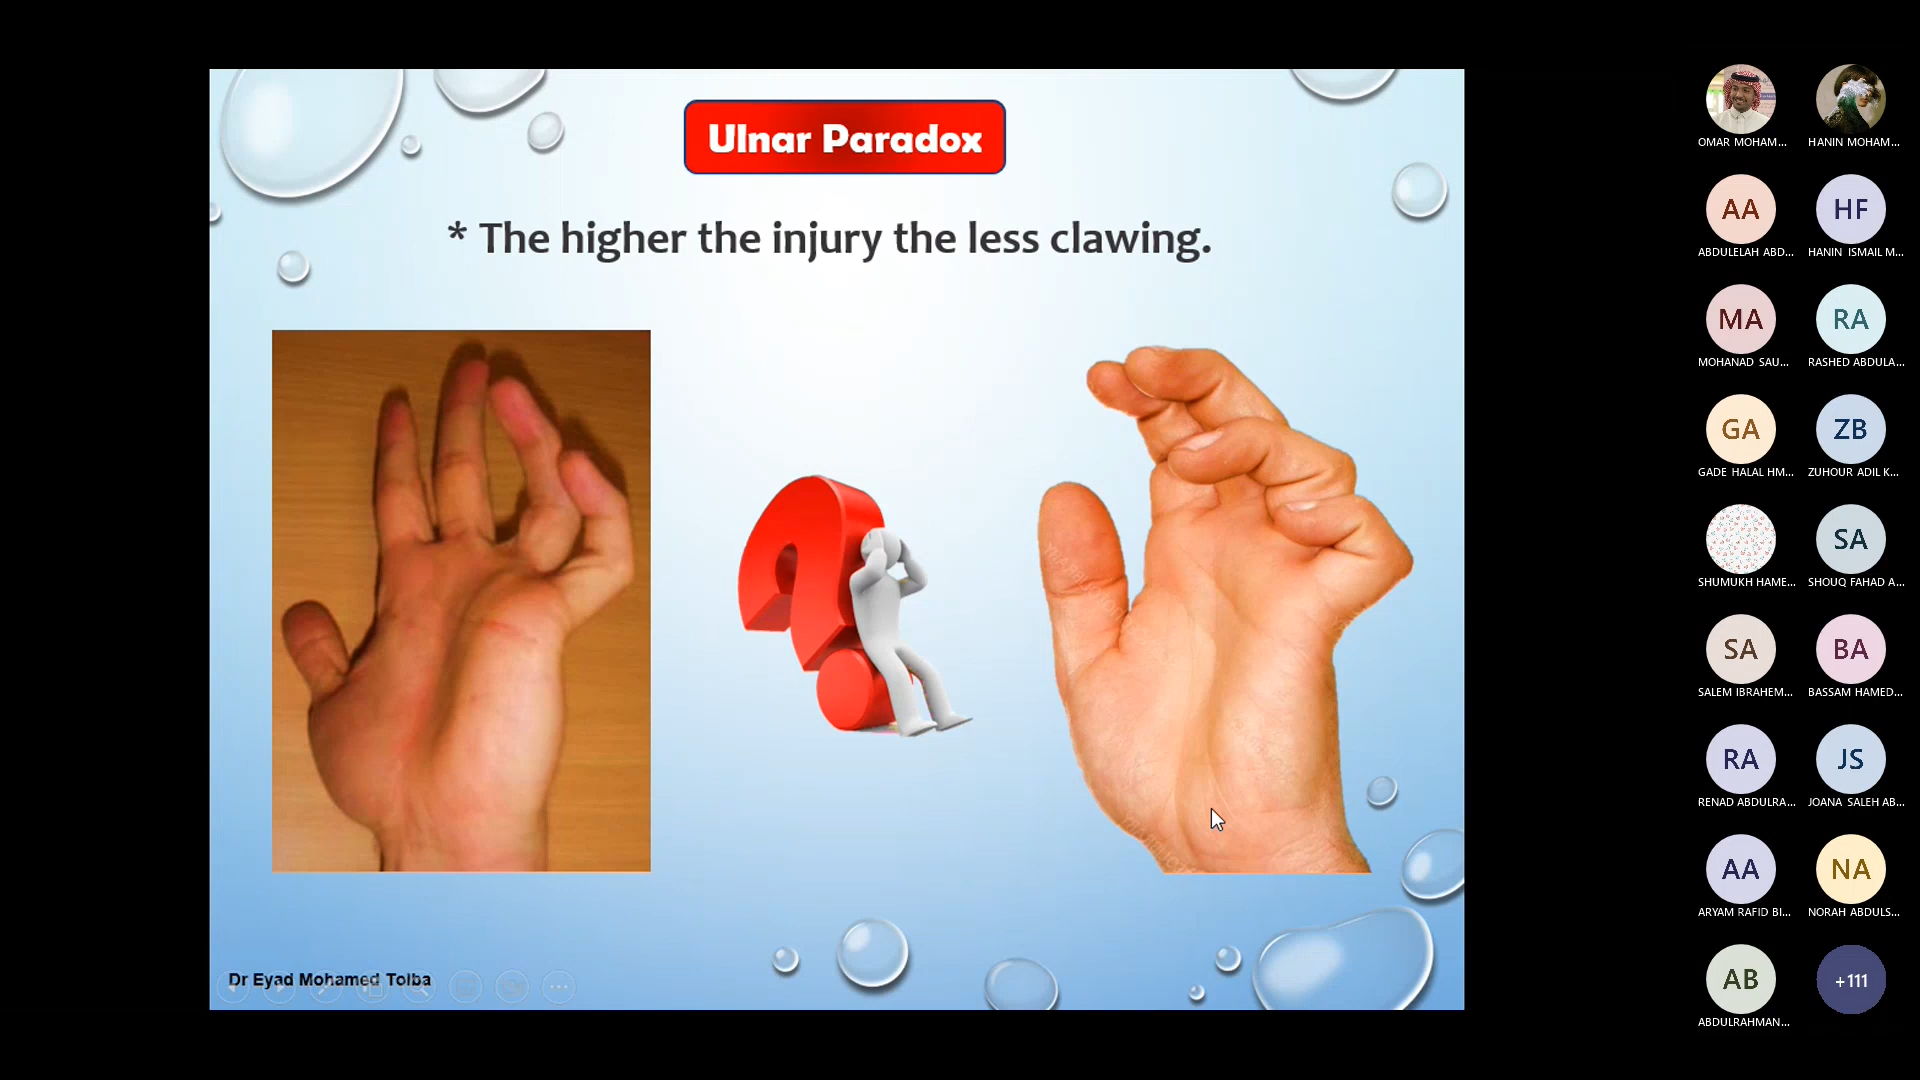 Ulnar Paradox
* The higher the injury the less clawing.
Dr Eyad Mohamed Tolba
OMAR MOHAM...
HANIN MOHAM...
AA
HF
ABDULELAH ABD...
HANIN ISMAIL M...
MA
RA
MOHANAD SAU...
RASHED ABDULA...
GA
ZB
GADE HALAL HM...
ZUHOUR ADIL K...
SA
SHUMUKH HAME...
SHOUQ FAHAD A...
SA
BA
SALEM IBRAHEM...
BASSAM HAMED...
RA
JS
RENAD ABDULRA...
JOANA SALEH AB...
AA
NA
ARYAM RAFID BI...
NORAH ABDULS...
AB
+111
ABDULRAHMAN...